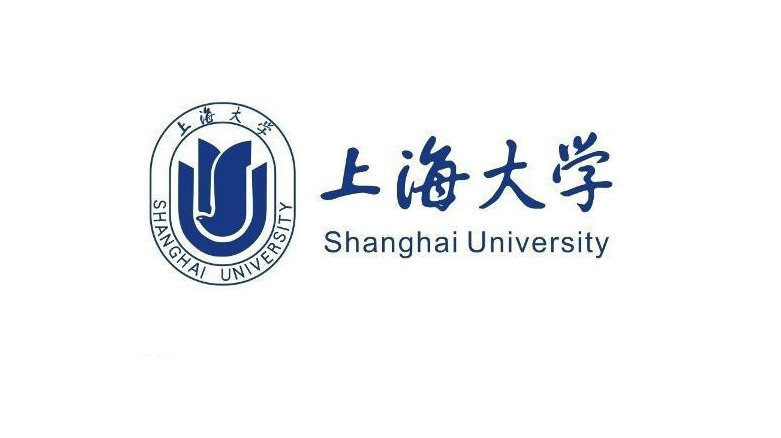 上海大学
SHANGHAI UNIVERSITY
上海大学
Shanghai University